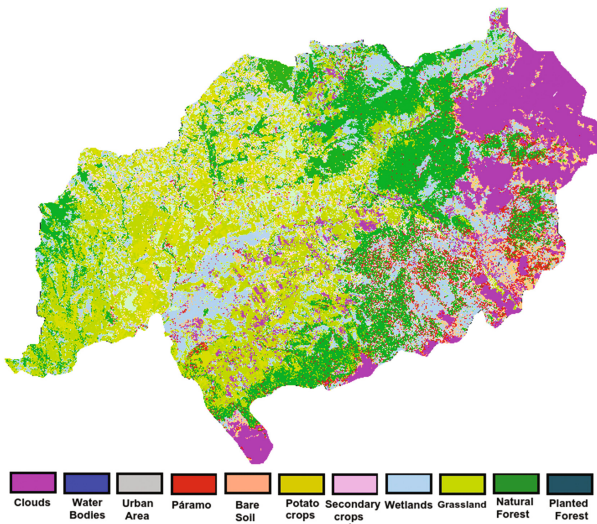 Clouds
Water
Bodies
Urban
Area
Páramo
Bare
Soil
Potato
crops
Secondary
crops
Wetlands
Grassland
Natural
Forest
Planted
Forest